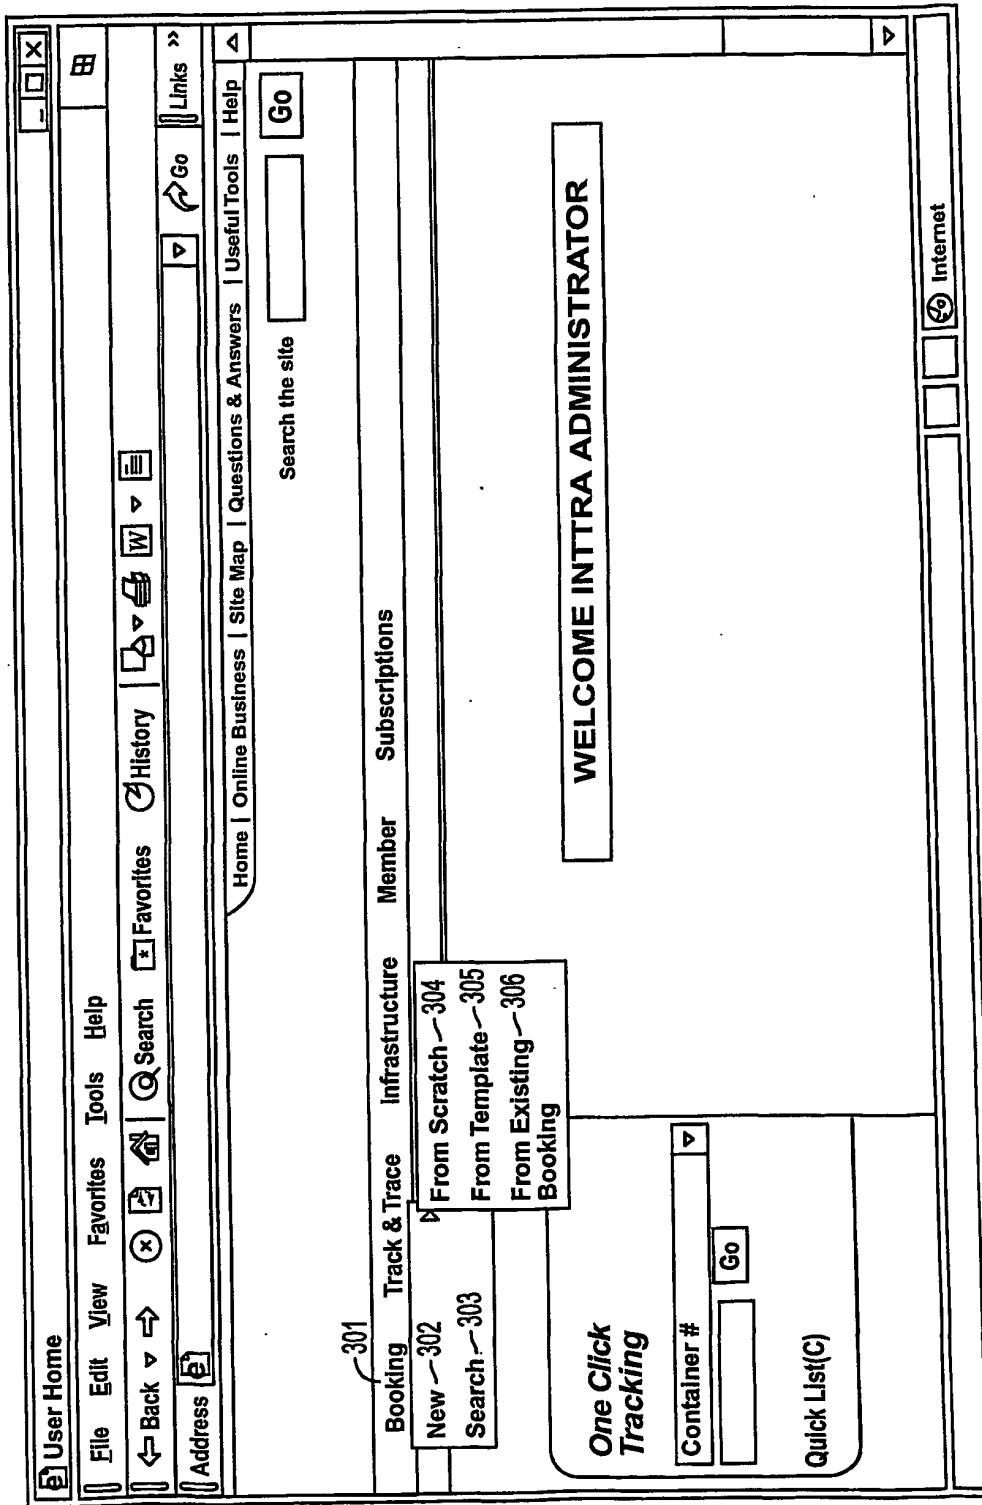 User Home
File Edit View Favorites Tools Help
Back Search Favorites History W
Address e Go Links »
Home | Online Business | Site Map | Questions & Answers | Useful Tools | Help
Search the site Go
301
Booking Track & Trace Infrastructure Member Subscriptions
New 302
Search 303
From Scratch 304
From Template 305
From Existing 306
Booking
WELCOME INTTRA ADMINISTRATOR
One Click
Tracking
Container #
Go
Quick List(C)
Internet